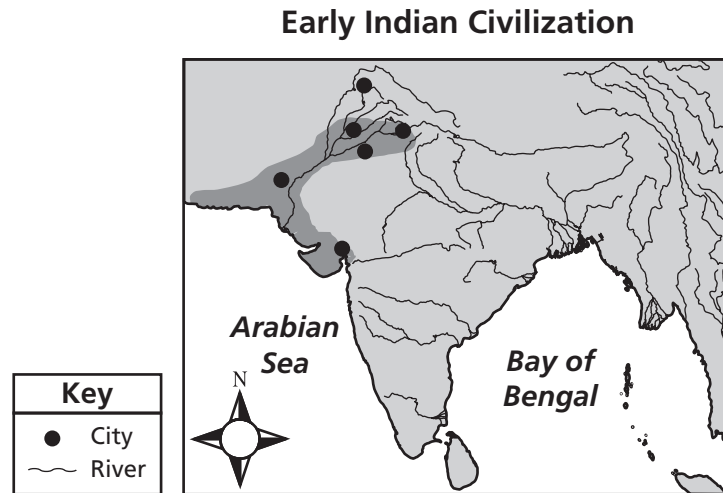 Early Indian Civilization
Arabian
Sea
Bay of
Bengal
N
Key
City
River